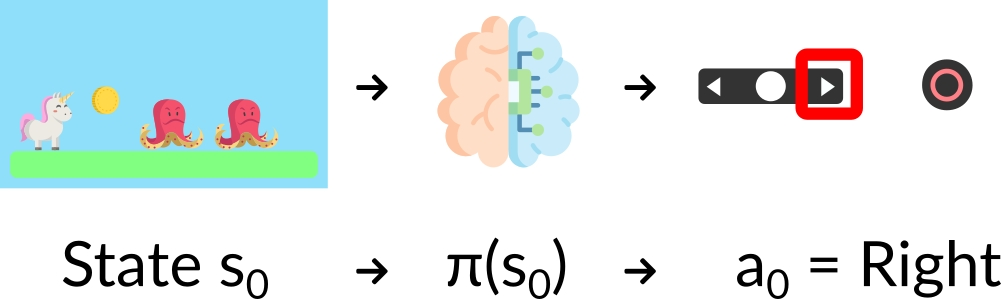 State s₀ → π(s₀) → a₀ = Right